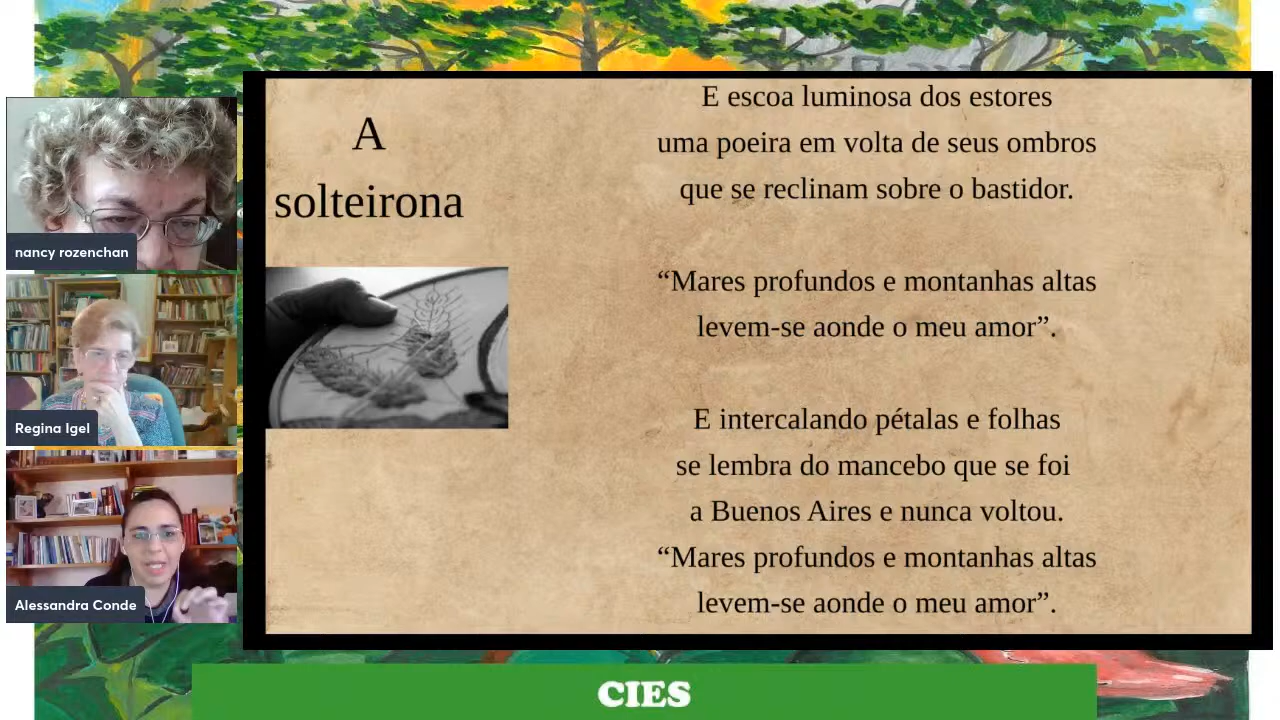 A
solteirona
E escoa luminosa dos estores
uma poeira em volta de seus ombros
que se reclinam sobre o bastidor.
“Mares profundos e montanhas altas
levem-se aonde o meu amor”.
E intercalando pétalas e folhas
se lembra do mancebo que se foi
a Buenos Aires e nunca voltou.
“Mares profundos e montanhas altas
levem-se aonde o meu amor”.
nancy rozenchan
Regina Igel
Alessandra Conde
CIES